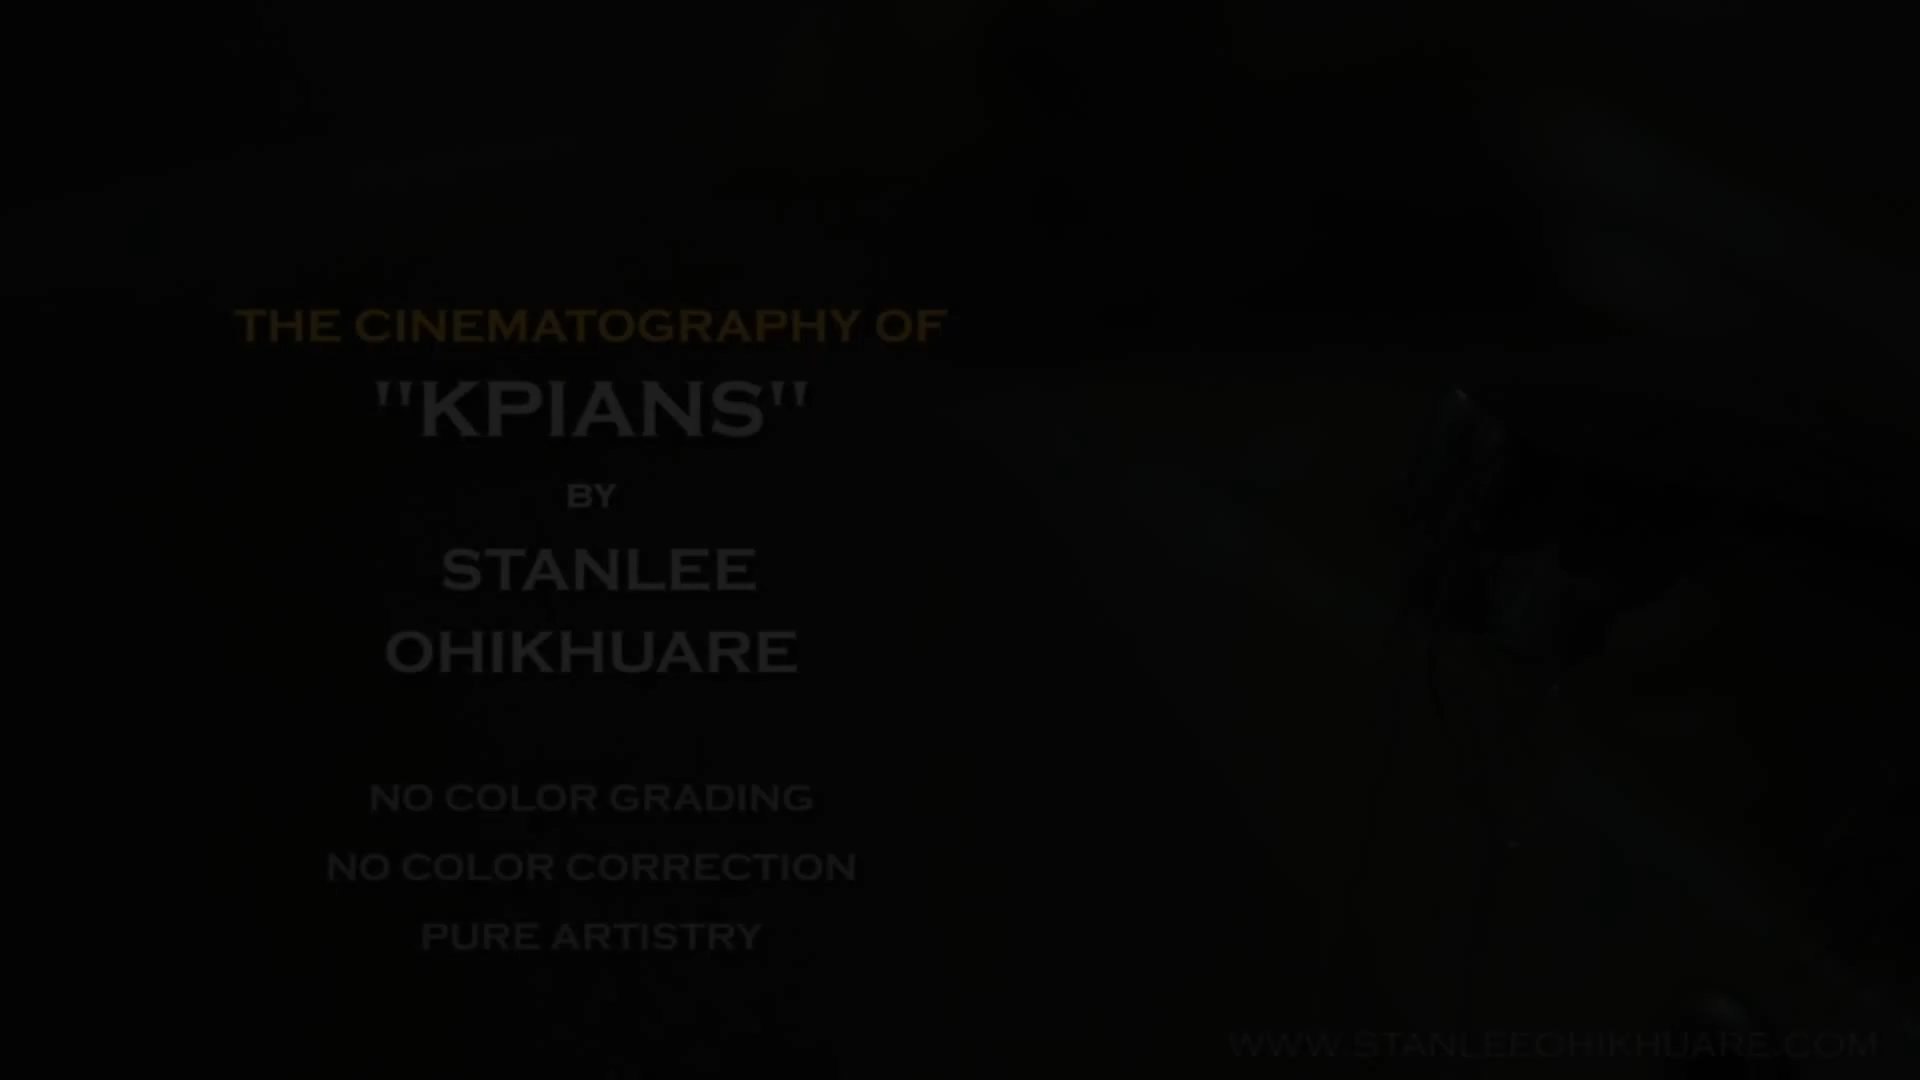 THE CINEMATOGRAPHY OF
"KPIANS"
BY
STANLEE
OHIKHUARE
NO COLOR GRADING
NO COLOR CORRECTION
PURE ARTISTRY
WWW.STANLEEOHIKHUARE.COM